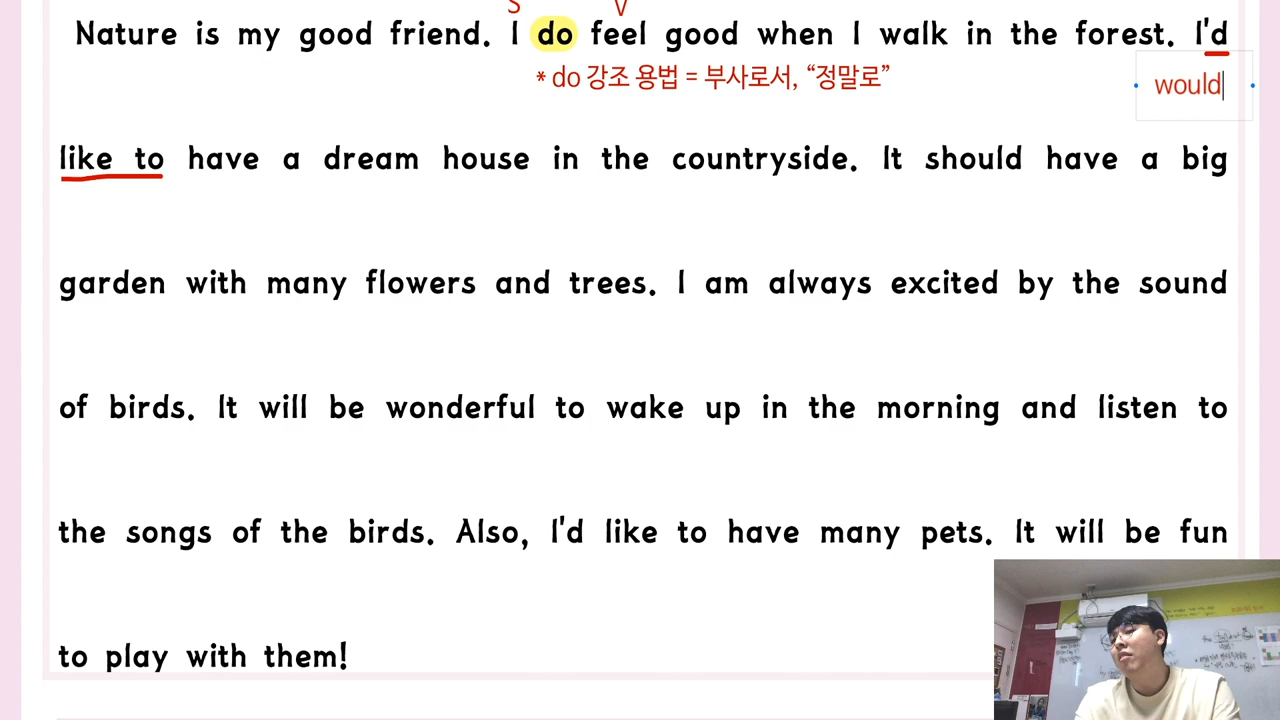 S V
Nature is my good friend. I do feel good when I walk in the forest. I'd
* do 강조 용법 = 부사로서, “정말로”
would
like to have a dream house in the countryside. It should have a big
garden with many flowers and trees. I am always excited by the sound
of birds. It will be wonderful to wake up in the morning and listen to
the songs of the birds. Also, I'd like to have many pets. It will be fun
to play with them!